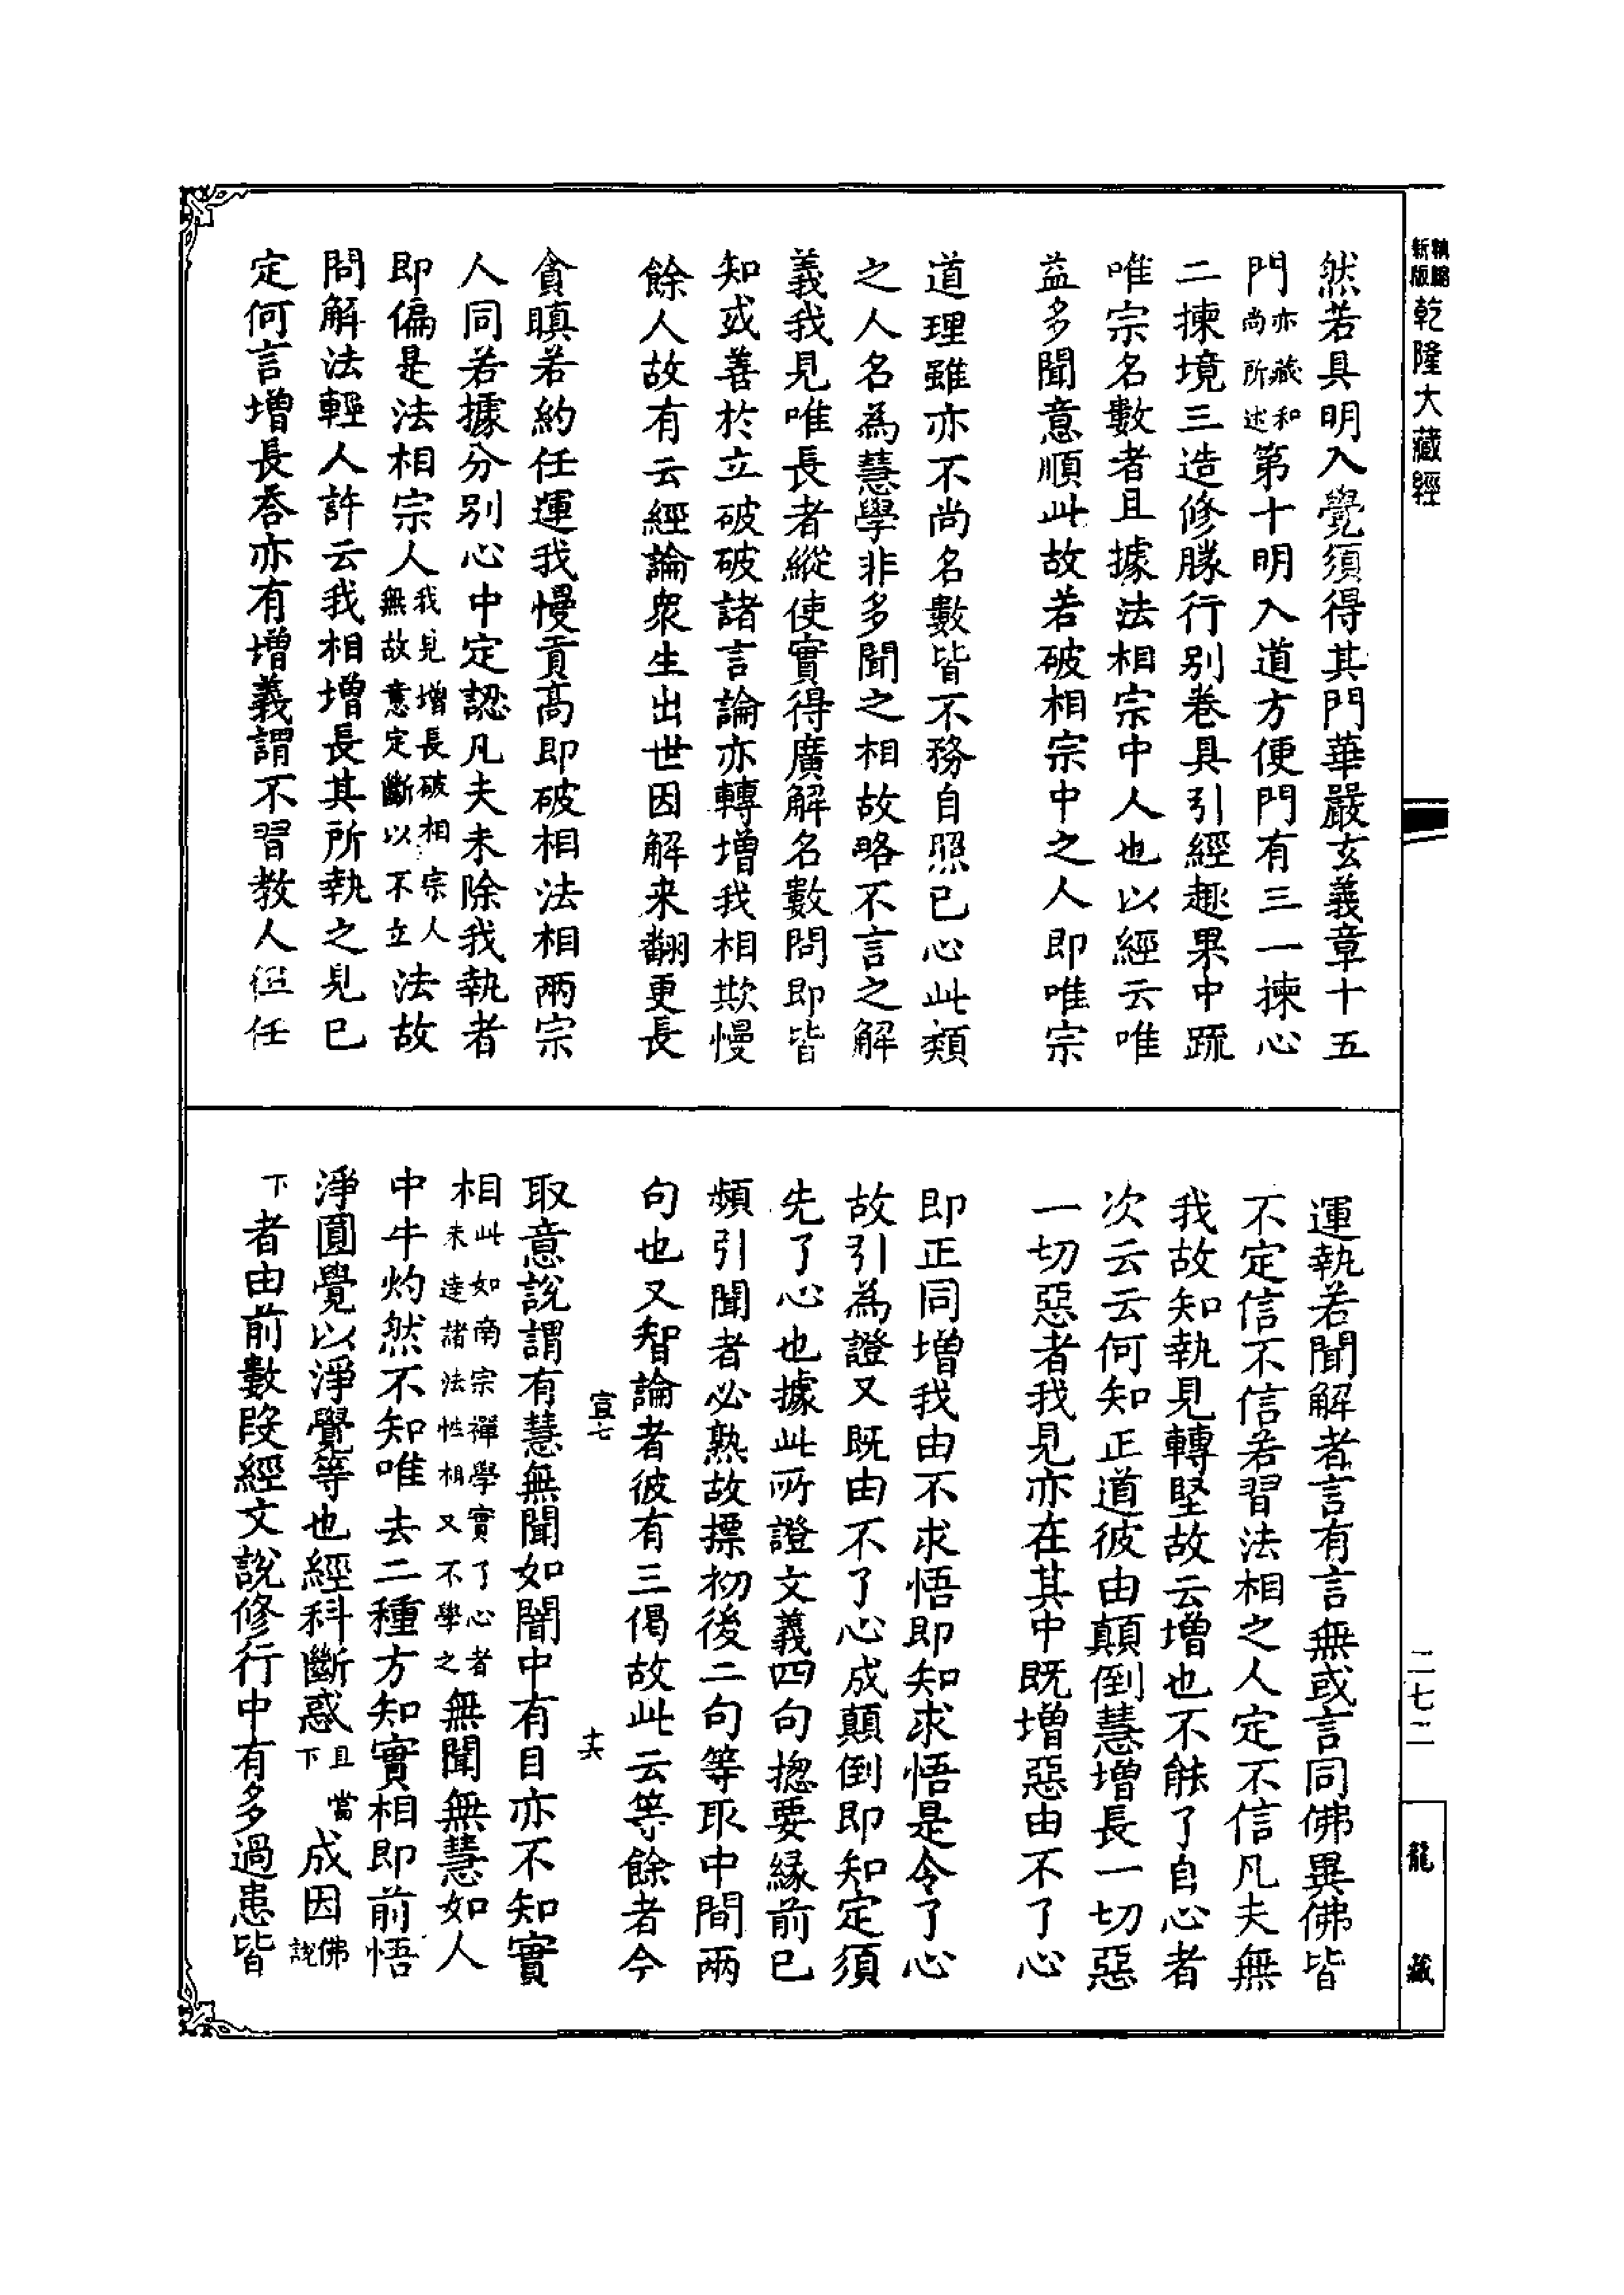 精縮新版乾隆大藏經
然若具明入覺須得其門華嚴玄義章十五
門亦藏和尚所述第十明入道方便門有三一揀心
二揀境三造修勝行別卷具引經趣果中疏
唯宗名數者且據法相宗中人也以經云唯
益多聞意順此故若破相宗中之人即唯宗
道理雖亦不尚名數皆不務自照已心此類
之人名為慧學非多聞之相故略不言之解
義我見唯長者縱使實得廣解名數問即皆
知或善於立破破諸言論亦轉增我相欺慢
餘人故有云經論眾生出世因解来翻更長
貪瞋若約任運我慢貢高即破相法相兩宗
人同若據分別心中定認凡夫未除我執者
即偏是法相宗人我見增長破相宗人無故意定斷以不立法故
問解法輕人許云我相增長其所執之見已
定何言增長荅亦有增義謂不習教人但任
運執若聞解者言有言無或言同佛異佛皆
不定信不信若習法相之人定不信凡夫無
我故知執見轉堅故云增也不能了自心者
次云云何知正道彼由顛倒慧增長一切惡
一切惡者我見亦在其中既增惡由不了心
即正同增我由不求悟即知求悟是令了心
故引為證又既由不了心成顛倒即知定須
先了心也據此所證文義四句揔要緣前已
頻引聞者必熟故摽初後二句等取中間兩
句也又智論者彼有三偈故此云等餘者今
宣七　十六
取意說謂有慧無聞如闇中有目亦不知實
相此如南宗禪學實了心者未達諸法性相又不學之無聞無慧如人
中牛灼然不知唯去二種方知實相即前悟
淨圓覺以淨覺等也經科斷惑且當下成因佛說
下者由前數段經文說修行中有多過患皆
二七二
龍藏